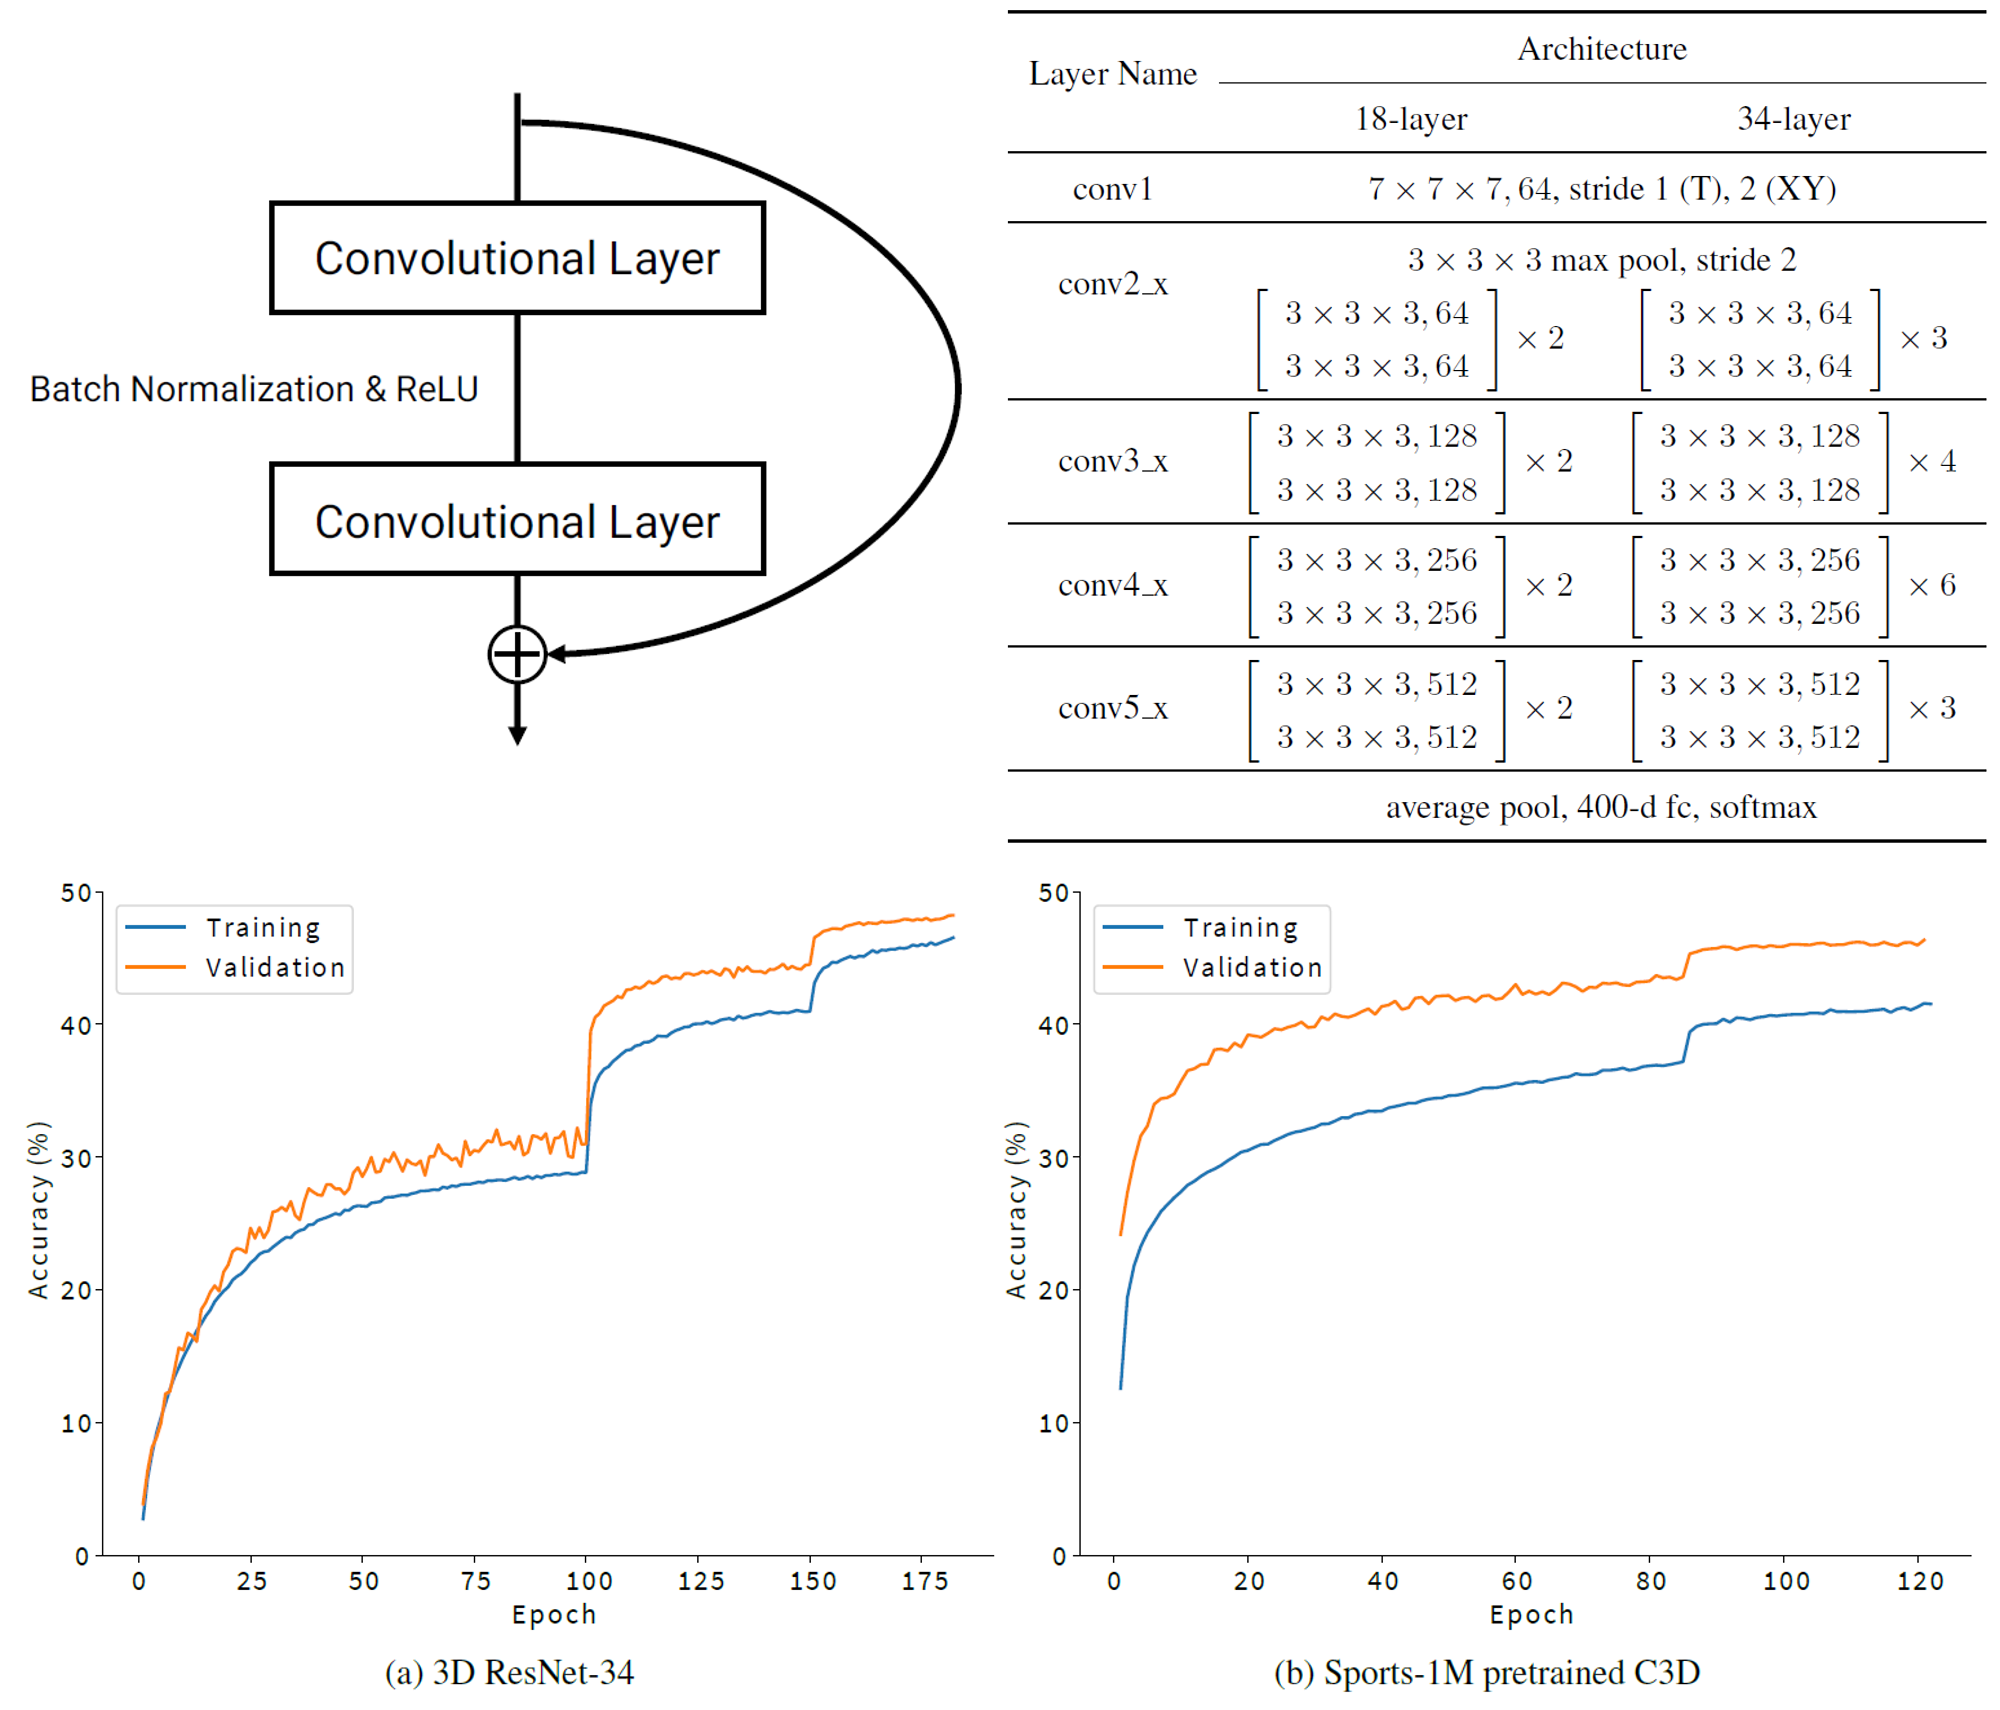 Convolutional Layer
Batch Normalization & ReLU
Convolutional Layer
Architecture
Layer Name
18-layer 34-layer
conv1 7 × 7 × 7, 64, stride 1 (T), 2 (XY)
3 × 3 × 3 max pool, stride 2
conv2_x
3 × 3 × 3, 64 3 × 3 × 3, 64
× 2 × 3
3 × 3 × 3, 64 3 × 3 × 3, 64
3 × 3 × 3, 128 3 × 3 × 3, 128
conv3_x × 2 × 4
3 × 3 × 3, 128 3 × 3 × 3, 128
3 × 3 × 3, 256 3 × 3 × 3, 256
conv4_x × 2 × 6
3 × 3 × 3, 256 3 × 3 × 3, 256
3 × 3 × 3, 512 3 × 3 × 3, 512
conv5_x × 2 × 3
3 × 3 × 3, 512 3 × 3 × 3, 512
average pool, 400-d fc, softmax
50
40
30
20
10
0
Accuracy (%)
Training
Validation
0 25 50 75 100 125 150 175
Epoch
(a) 3D ResNet-34
50
40
30
20
10
0
Accuracy (%)
Training
Validation
0 20 40 60 80 100 120
Epoch
(b) Sports-1M pretrained C3D